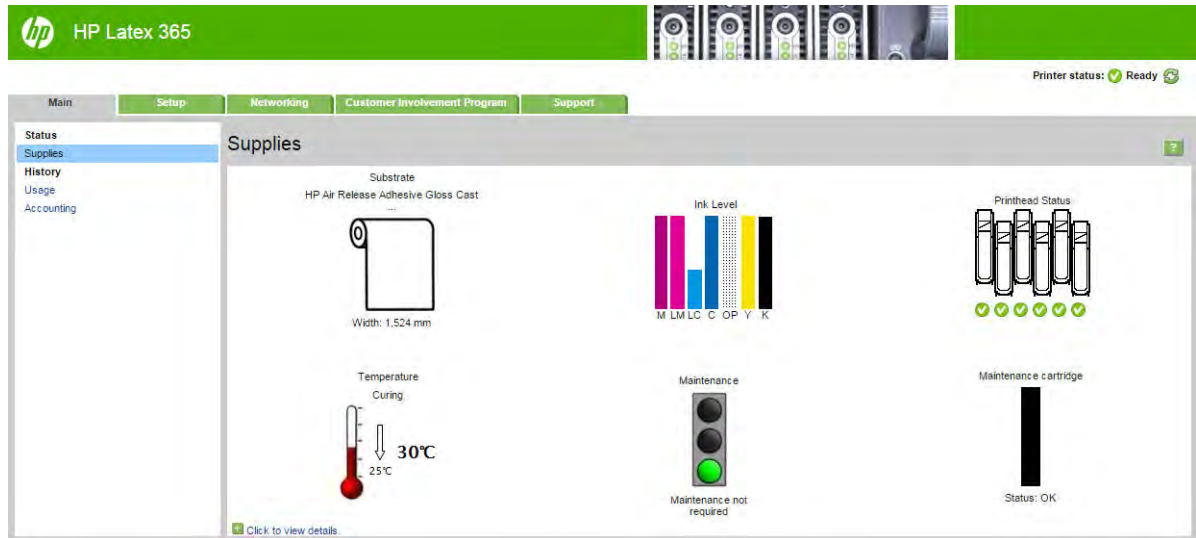 hp HP Latex 365
Printer status: Ready
Main Setup Networking Customer Involvement Program Support
Status
Supplies
History
Usage
Accounting
Supplies
?
Substrate
HP Air Release Adhesive Gloss Cast
...
Width: 1,524 mm
Ink Level
M LM LC C OP Y K
Printhead Status
Temperature
Curing
30°C
25°C
Maintenance
Maintenance not
required
Maintenance cartridge
Status: OK
Click to view details.